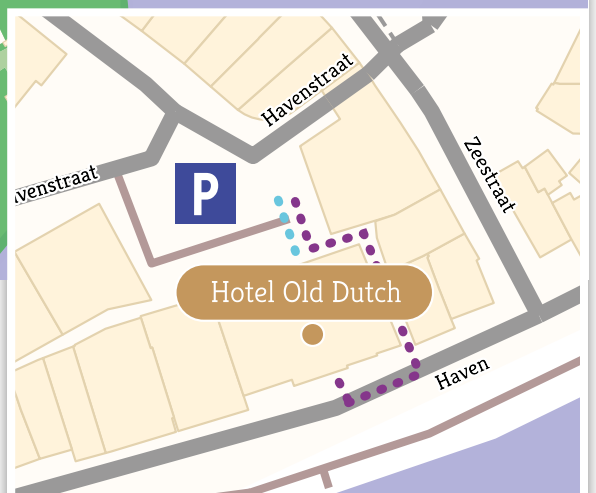 Havenstraat
Zeestraat
venstraat
P
Hotel Old Dutch
Haven